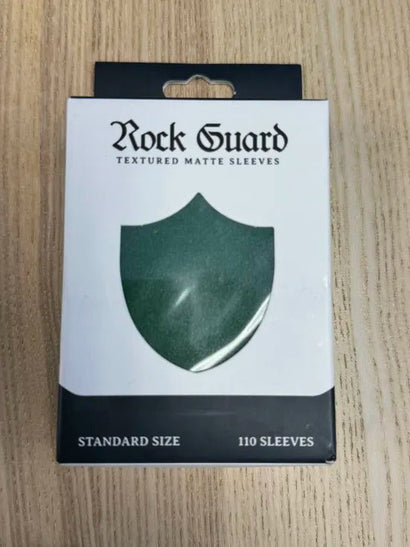 Rock Guard
TEXTURED MATTE SLEEVES
STANDARD SIZE
110 SLEEVES